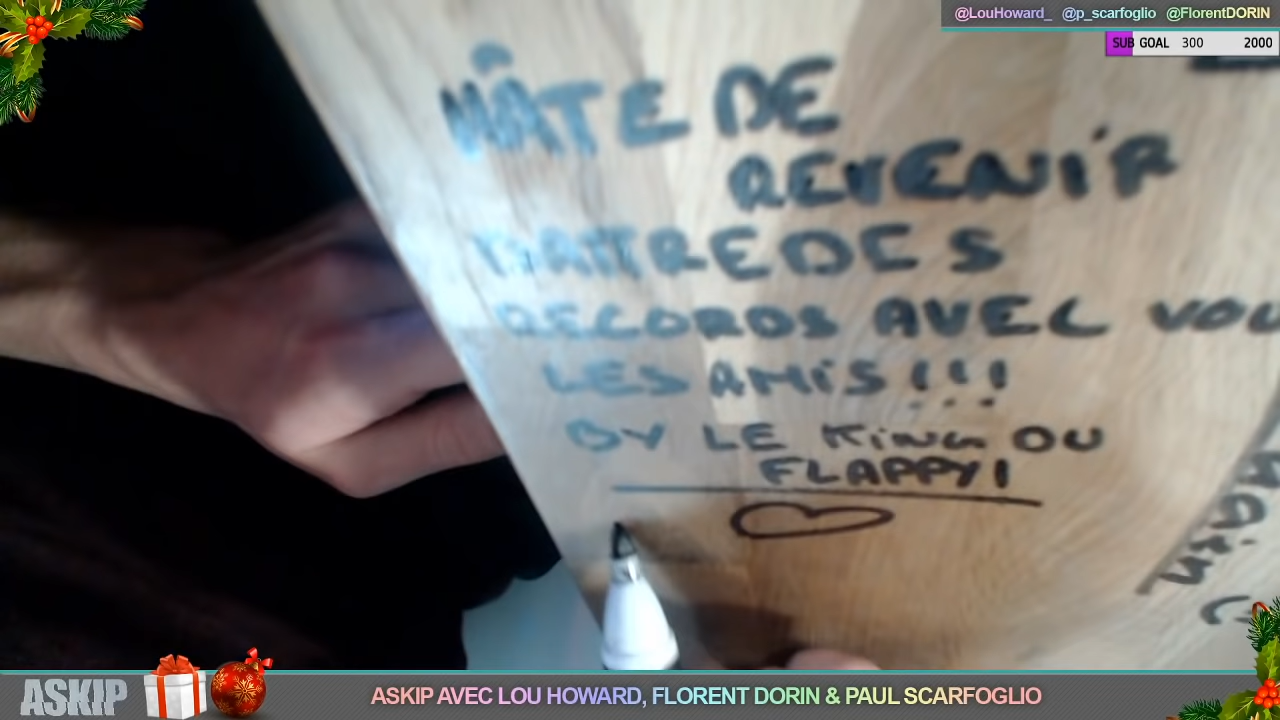 @LouHoward_ @p_scarfoglio @FlorentDORIN
SUB GOAL 300 2000
HÂTE DE
REVENIR
BATTRE DES
RECORDS AVEC VOU
LES AMIS !!!
BY LE KING OU
FLAPPY!
ASKIP
ASKIP AVEC LOU HOWARD, FLORENT DORIN & PAUL SCARFOGLIO